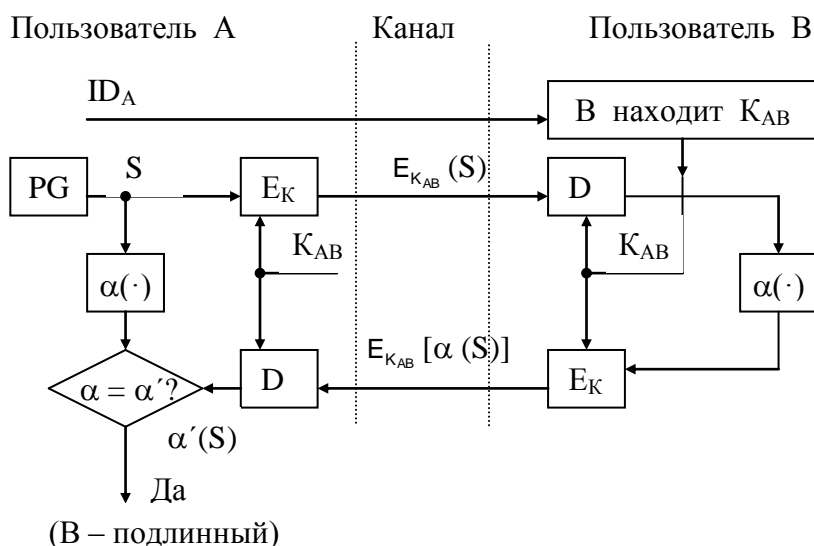 Пользователь А Канал Пользователь В
ID_A
В находит K_AB
PG S E_K E_{K_AB} (S) D
α(·) K_AB K_AB α(·)
α = α´? D E_{K_AB} [α (S)] E_K
α´(S)
Да
(В – подлинный)